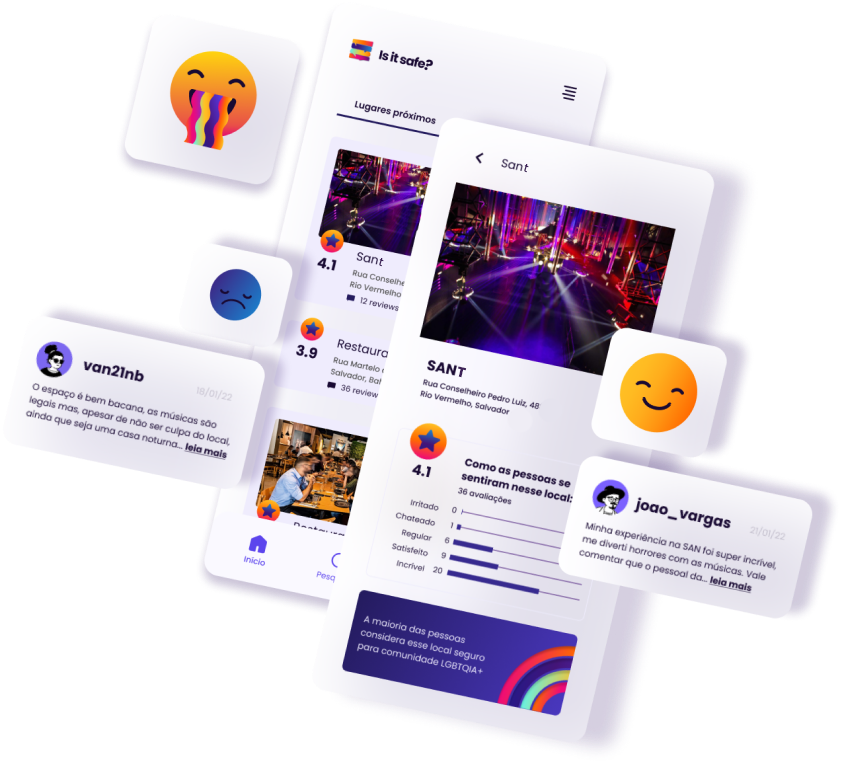 Is it safe?
Lugares próximos
4.1
Sant
Rua Conselhe
Rio Vermelho
12 reviews
3.9
Restaura
Rua Martelo
Salvador, Bah
36 review
Restaura
Início
Pesq
Sant
SANT
Rua Conselheiro Pedro Luiz, 48
Rio Vermelho, Salvador
4.1
Como as pessoas se
sentiram nesse local:
36 avaliações
Irritado 0
Chateado 1
Regular 6
Satisfeito 9
Incrível 20
A maioria das pessoas
considera esse local seguro
para comunidade LGBTQIA+
van21nb
18/01/22
O espaço é bem bacana, as músicas são
legais mas, apesar de não ser culpa do local,
ainda que seja uma casa noturna... leia mais
joao_vargas
21/01/22
Minha experiência na SAN foi super incrível,
me diverti horrores com as músicas. Vale
comentar que o pessoal da... leia mais